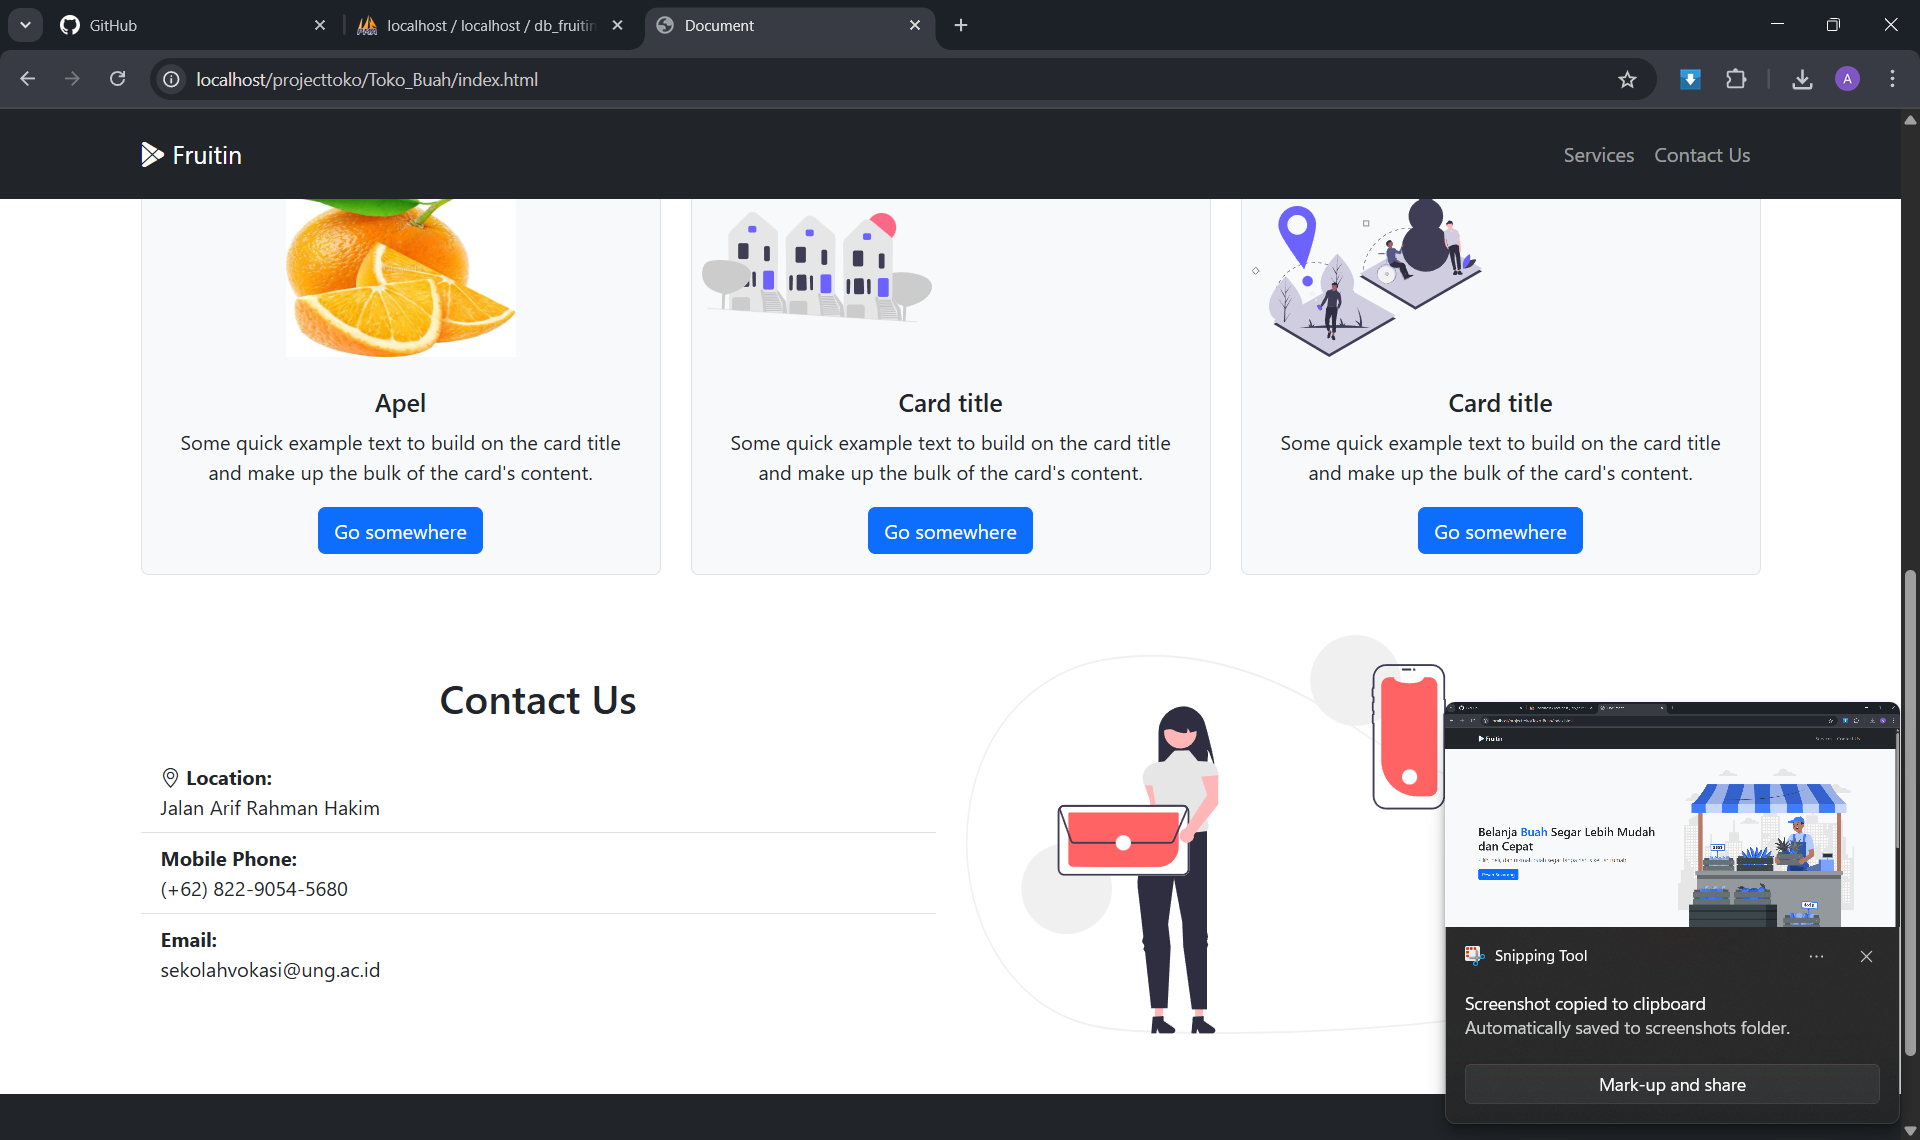 GitHub
localhost / localhost / db_fruitin
Document
localhost/projecttoko/Toko_Buah/index.html
A
Fruitin
Services
Contact Us
Apel
Some quick example text to build on the card title
and make up the bulk of the card's content.
Go somewhere
Card title
Some quick example text to build on the card title
and make up the bulk of the card's content.
Go somewhere
Card title
Some quick example text to build on the card title
and make up the bulk of the card's content.
Go somewhere
Contact Us
Location:
Jalan Arif Rahman Hakim
Mobile Phone:
(+62) 822-9054-5680
Email:
sekolahvokasi@ung.ac.id
Fruitin
Contact Us
Belanja Buah Segar Lebih Mudah
dan Cepat
Snipping Tool
Screenshot copied to clipboard
Automatically saved to screenshots folder.
Mark-up and share